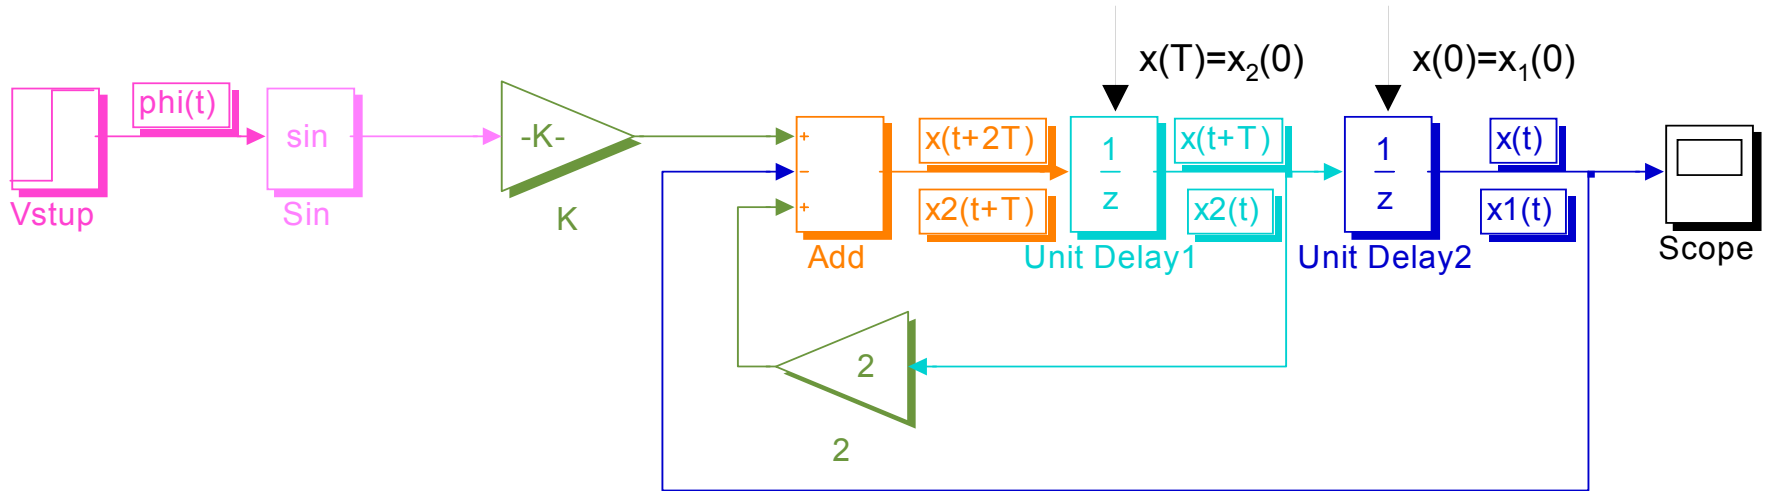 x(T)=x2(0)
x(0)=x1(0)
phi(t)
sin
-K-
+
−
+
x(t+2T)
x2(t+T)
1
z
x(t+T)
x2(t)
1
z
x(t)
x1(t)
Vstup
Sin
K
Add
Unit Delay1
Unit Delay2
Scope
2
2